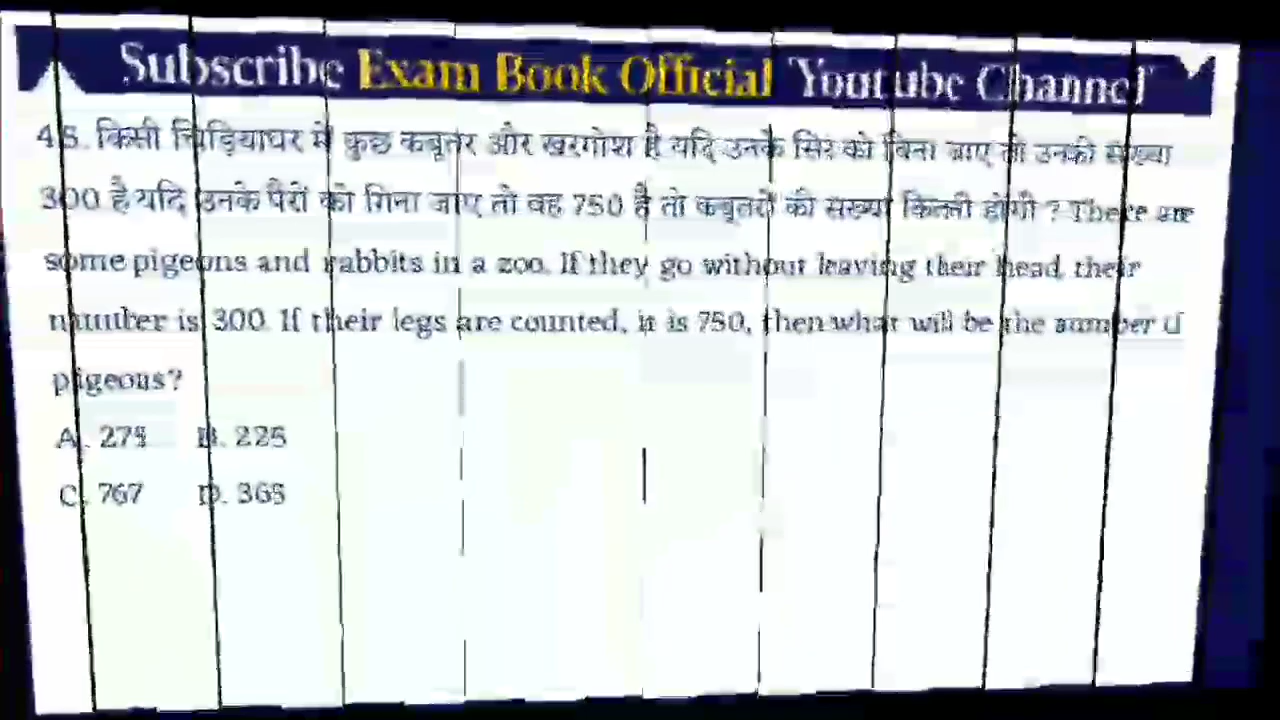 Subscribe Exam Book Official Youtube Channel
45. किसी चिड़ियाघर में कुछ कबूतर और खरगोश है यदि उनके सिर को बिना जाए तो उनकी संख्या
300 है यदि उनके पैरों को गिना जाए तो वह 750 है तो कबूतरों की संख्या कितनी होगी ? There are
some pigeons and rabbits in a zoo. If they go without leaving their head, their
number is 300. If their legs are counted, it is 750, then what will be the number of
pigeons?
A. 275 B. 225
C. 767 D. 365